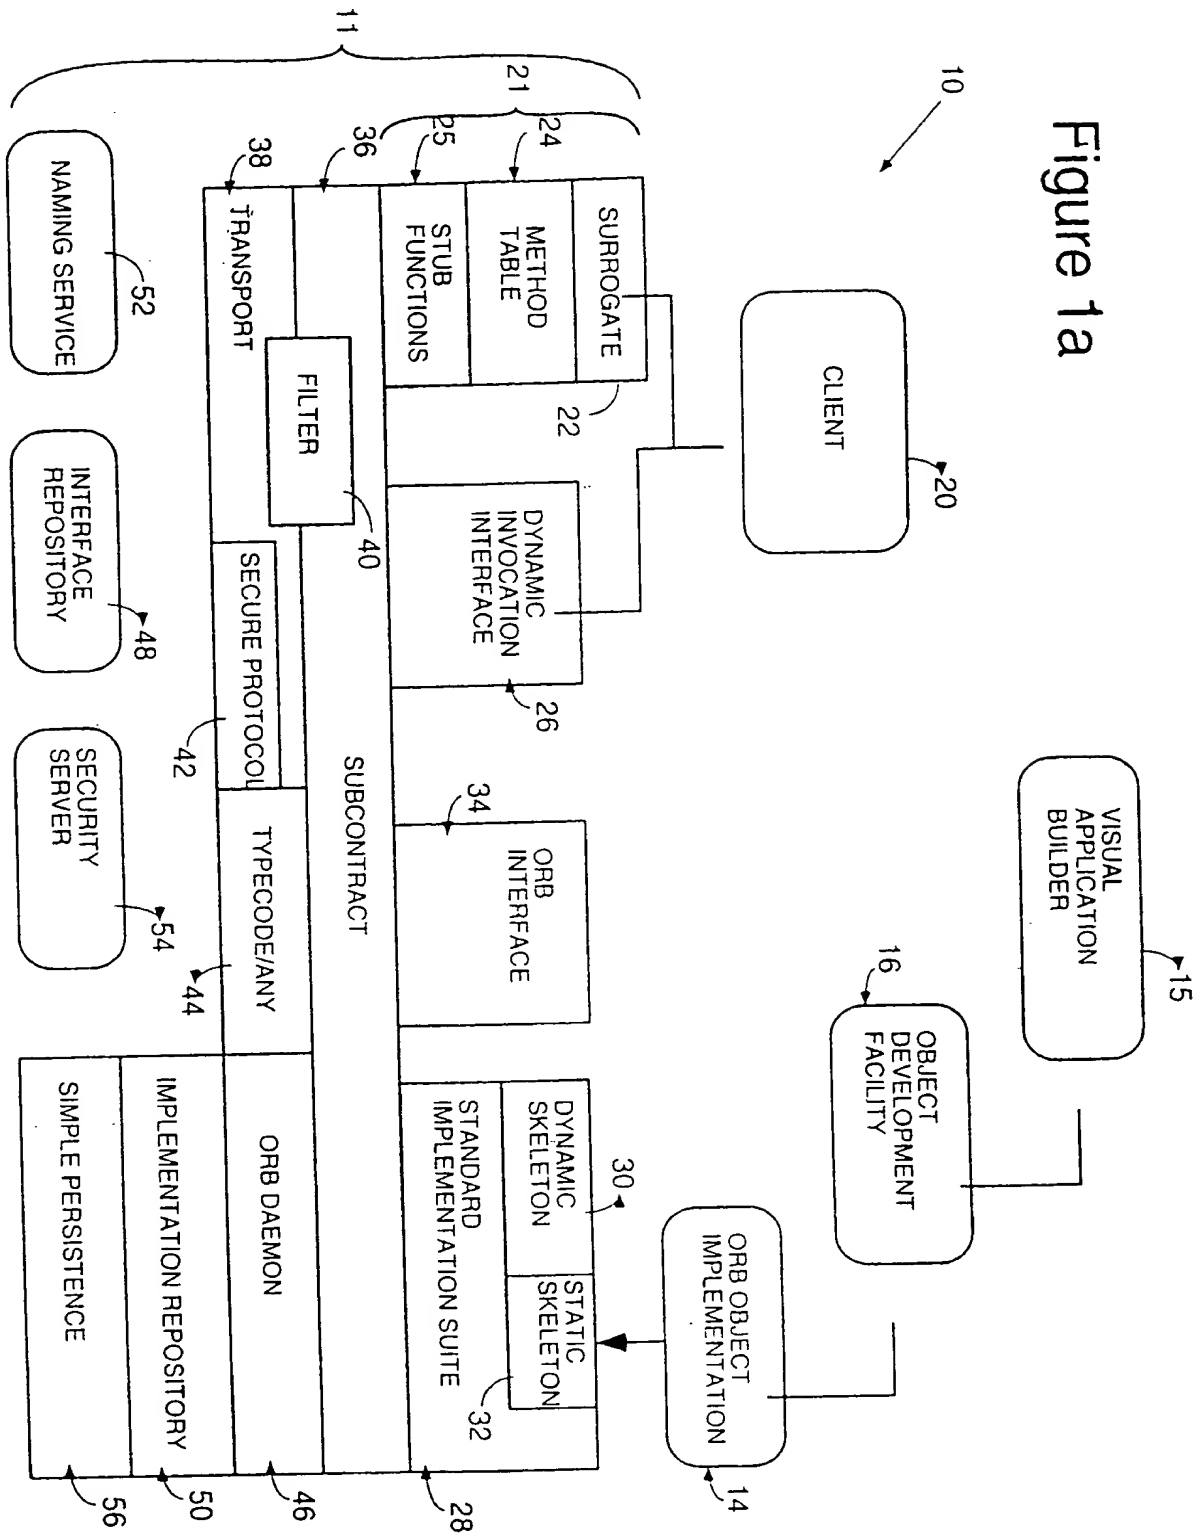 Figure 1a
10
11
21
CLIENT
20
VISUAL
APPLICATION
BUILDER
15
OBJECT
DEVELOPMENT
FACILITY
16
ORB OBJECT
IMPLEMENTATION
14
SURROGATE
22
METHOD
TABLE
24
STUB
FUNCTIONS
25
DYNAMIC
INVOCATION
INTERFACE
26
ORB
INTERFACE
34
DYNAMIC
SKELETON
30
STATIC
SKELETON
32
STANDARD
IMPLEMENTATION SUITE
28
36
SUBCONTRACT
FILTER
40
38
TRANSPORT
SECURE PROTOCOL
42
TYPECODE/ANY
44
ORB DAEMON
46
IMPLEMENTATION REPOSITORY
50
SIMPLE PERSISTENCE
56
NAMING SERVICE
52
INTERFACE
REPOSITORY
48
SECURITY
SERVER
54